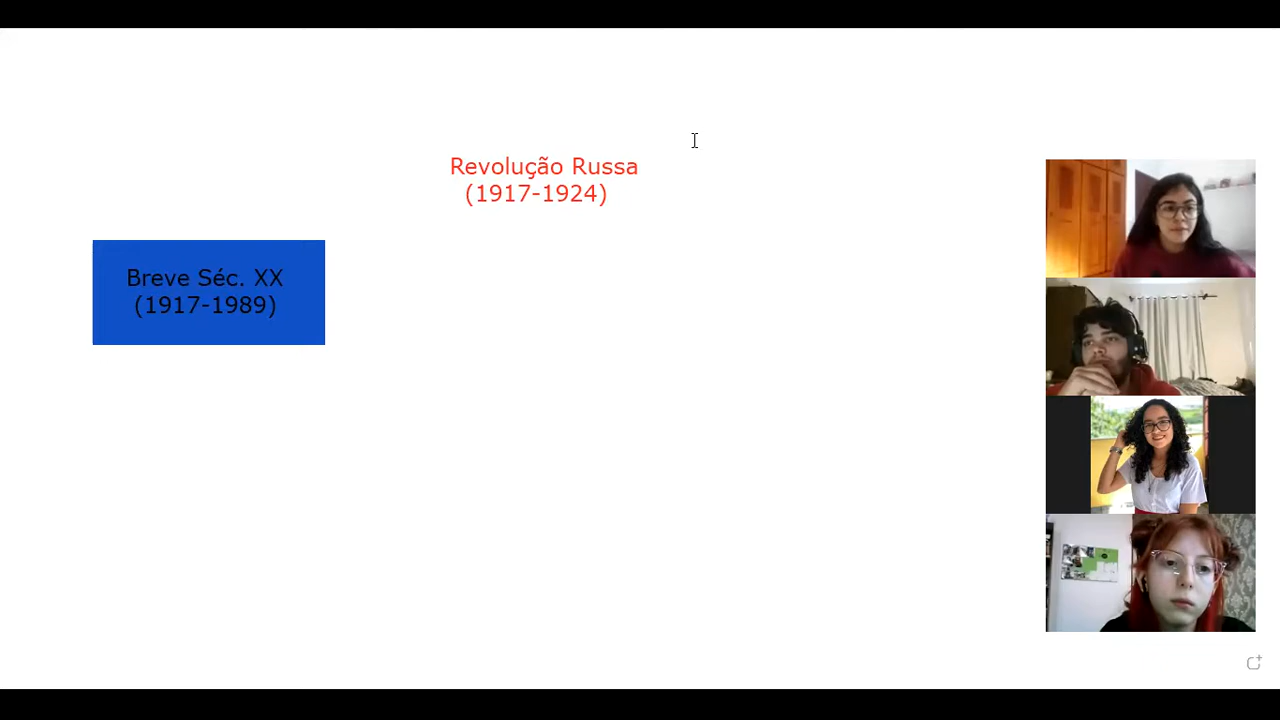 Revolução Russa
(1917-1924)
Breve Séc. XX
(1917-1989)